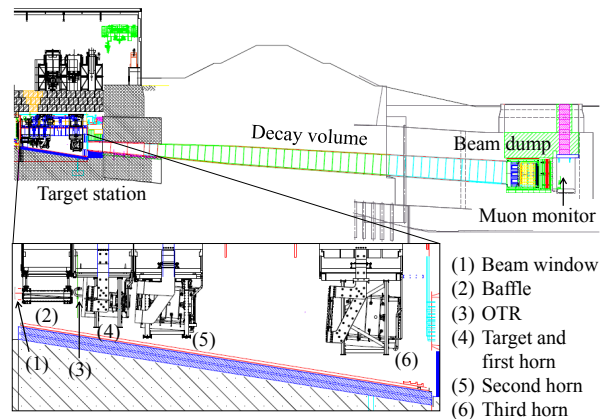 Decay volume
Beam dump
Target station
Muon monitor
(1) Beam window
(2) Baffle
(3) OTR
(4) Target and
first horn
(5) Second horn
(6) Third horn
(2)
(4)
(5)
(6)
(1)
(3)